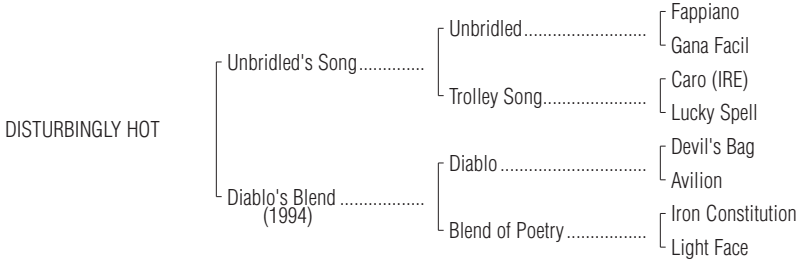 Fappiano
Unbridled..........................
Gana Facil
Unbridled's Song..............
Caro (IRE)
Trolley Song......................
Lucky Spell
DISTURBINGLY HOT
Devil's Bag
Diablo ...............................
Avilion
Diablo's Blend ..................
(1994)
Iron Constitution
Blend of Poetry.................
Light Face